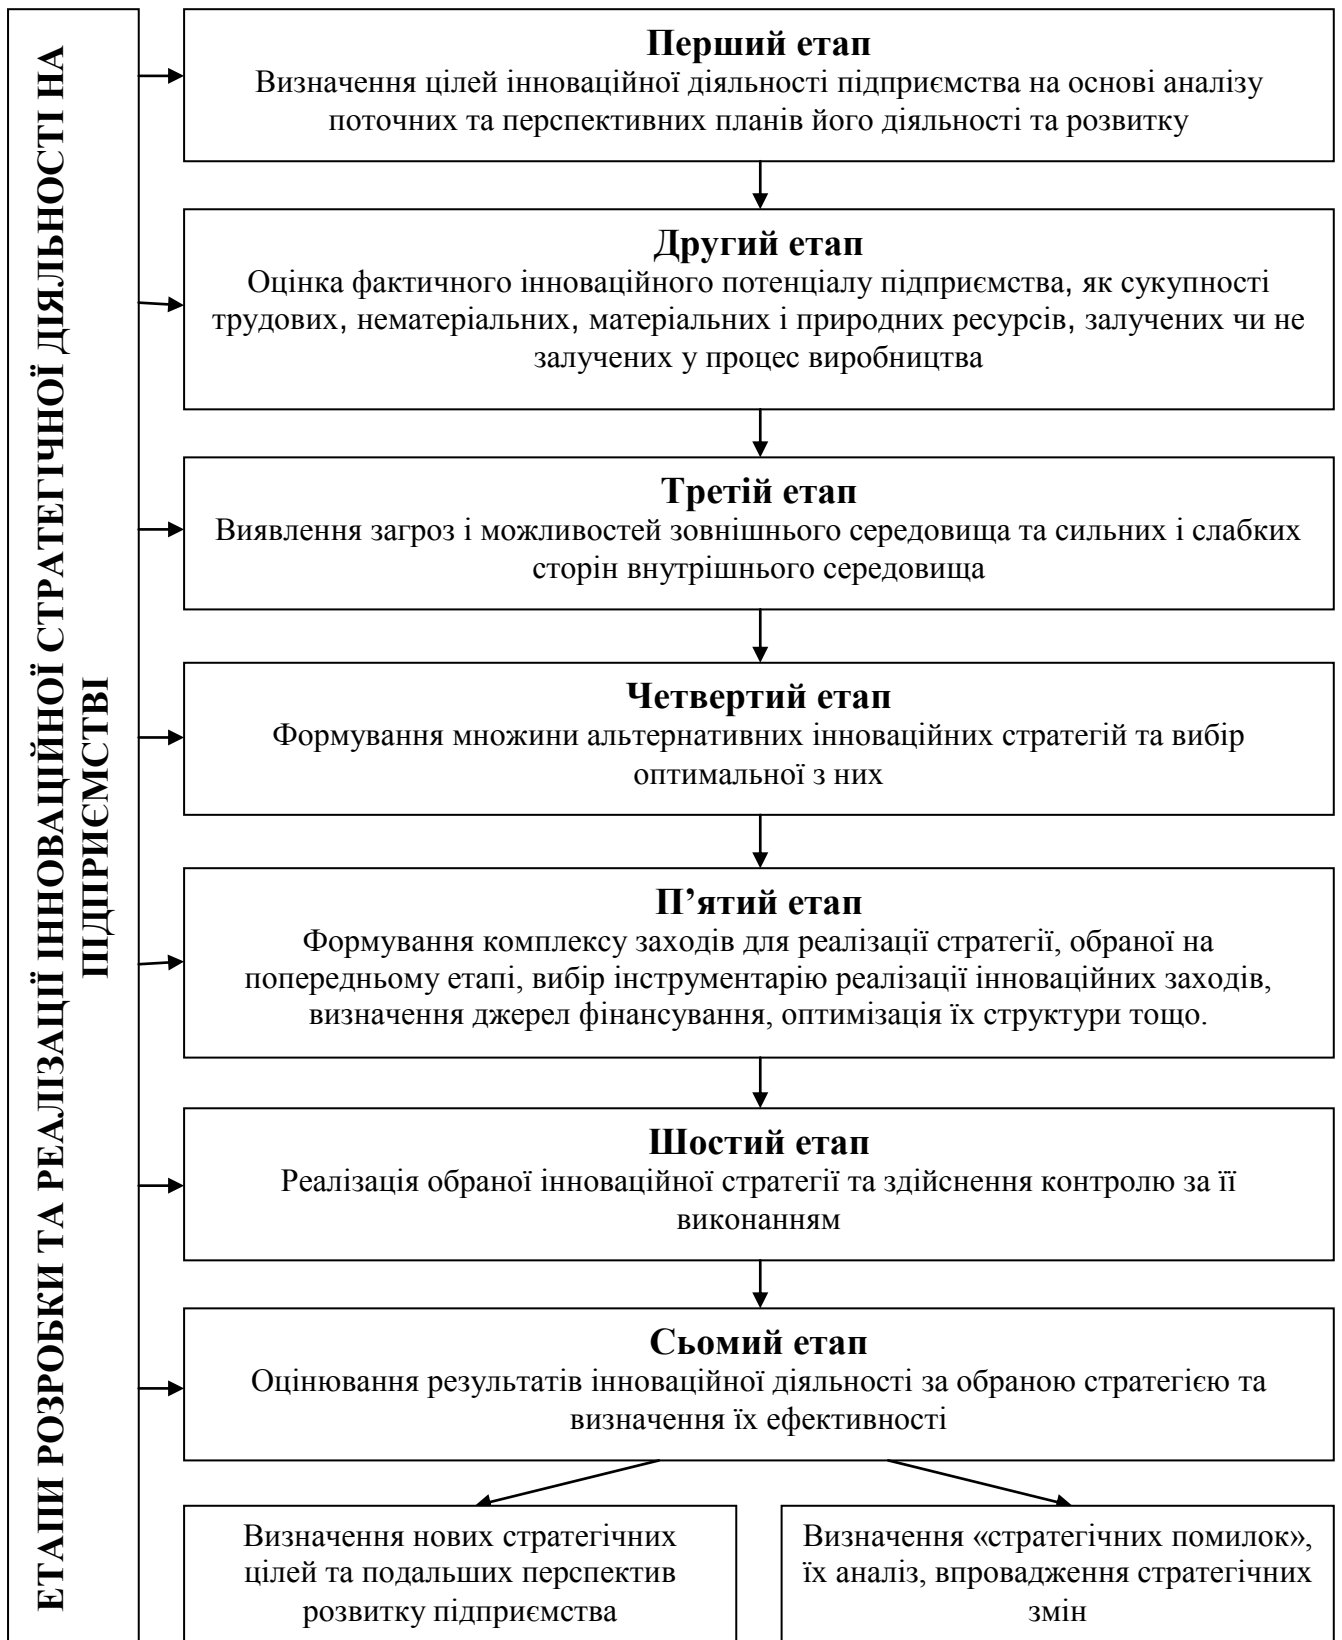 ЕТАПИ РОЗРОБКИ ТА РЕАЛІЗАЦІЇ ІННОВАЦІЙНОЇ СТРАТЕГІЧНОЇ ДІЯЛЬНОСТІ НА
ПІДПРИЄМСТВІ
Перший етап
Визначення цілей інноваційної діяльності підприємства на основі аналізу
поточних та перспективних планів його діяльності та розвитку
Другий етап
Оцінка фактичного інноваційного потенціалу підприємства, як сукупності
трудових, нематеріальних, матеріальних і природних ресурсів, залучених чи не
залучених у процес виробництва
Третій етап
Виявлення загроз і можливостей зовнішнього середовища та сильних і слабких
сторін внутрішнього середовища
Четвертий етап
Формування множини альтернативних інноваційних стратегій та вибір
оптимальної з них
П’ятий етап
Формування комплексу заходів для реалізації стратегії, обраної на
попередньому етапі, вибір інструментарію реалізації інноваційних заходів,
визначення джерел фінансування, оптимізація їх структури тощо.
Шостий етап
Реалізація обраної інноваційної стратегії та здійснення контролю за її
виконанням
Сьомий етап
Оцінювання результатів інноваційної діяльності за обраною стратегією та
визначення їх ефективності
Визначення нових стратегічних
цілей та подальших перспектив
розвитку підприємства
Визначення «стратегічних помилок»,
їх аналіз, впровадження стратегічних
змін